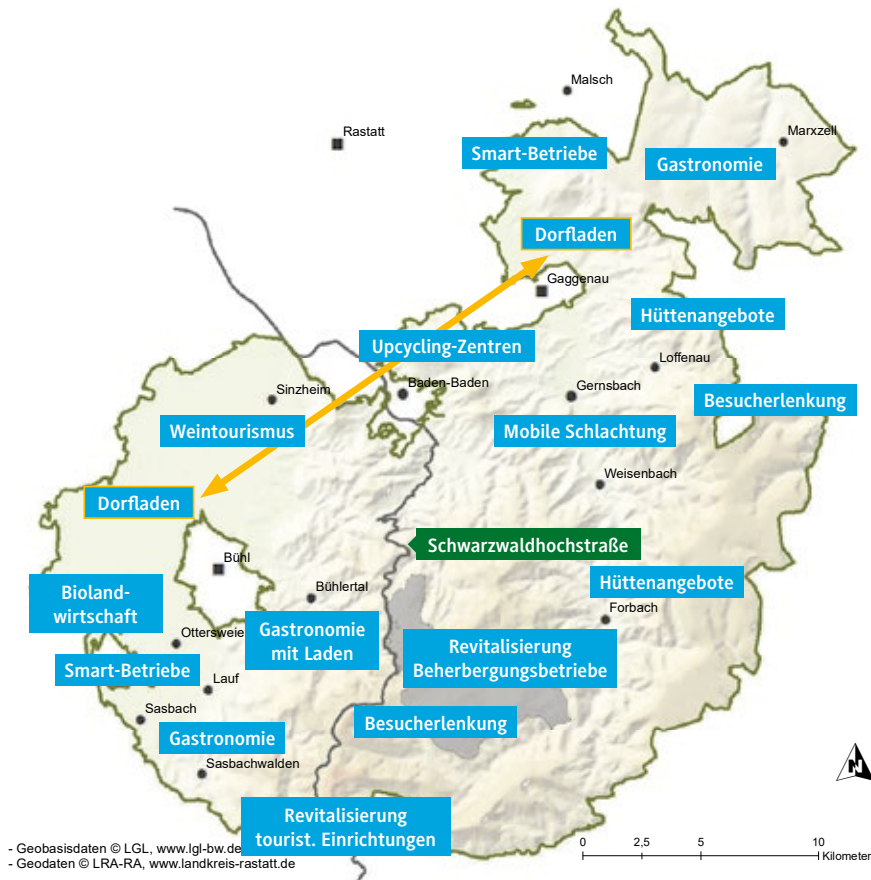 Malsch
Rastatt
Marxzell
Smart-Betriebe
Gastronomie
Dorfladen
Gaggenau
Hüttenangebote
Upcycling-Zentren
Loffenau
Baden-Baden
Gernsbach
Sinzheim
Besucherlenkung
Weintourismus
Mobile Schlachtung
Weisenbach
Dorfladen
Schwarzwaldhochstraße
Bühl
Hüttenangebote
Bioland-
wirtschaft
Bühlertal
Forbach
Gastronomie
mit Laden
Ottersweie
Revitalisierung
Beherbergungsbetriebe
Smart-Betriebe
Lauf
Sasbach
Besucherlenkung
Gastronomie
Sasbachwalden
N
Revitalisierung
tourist. Einrichtungen
- Geobasisdaten © LGL, www.lgl-bw.de
- Geodaten © LRA-RA, www.landkreis-rastatt.de
0 2,5 5 10
Kilometer